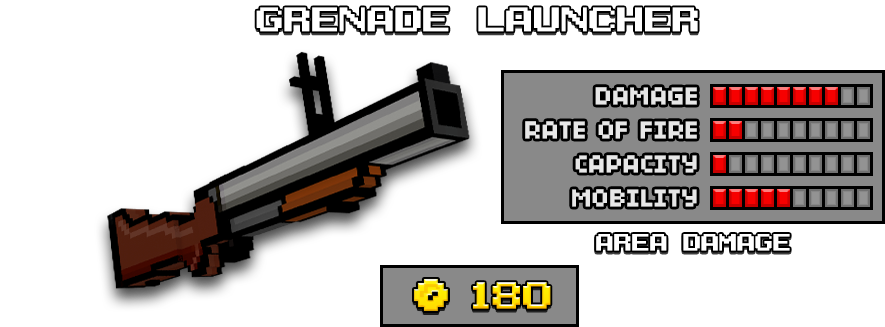 GRENADE LAUNCHER
DAMAGE
RATE OF FIRE
CAPACITY
MOBILITY
AREA DAMAGE
180